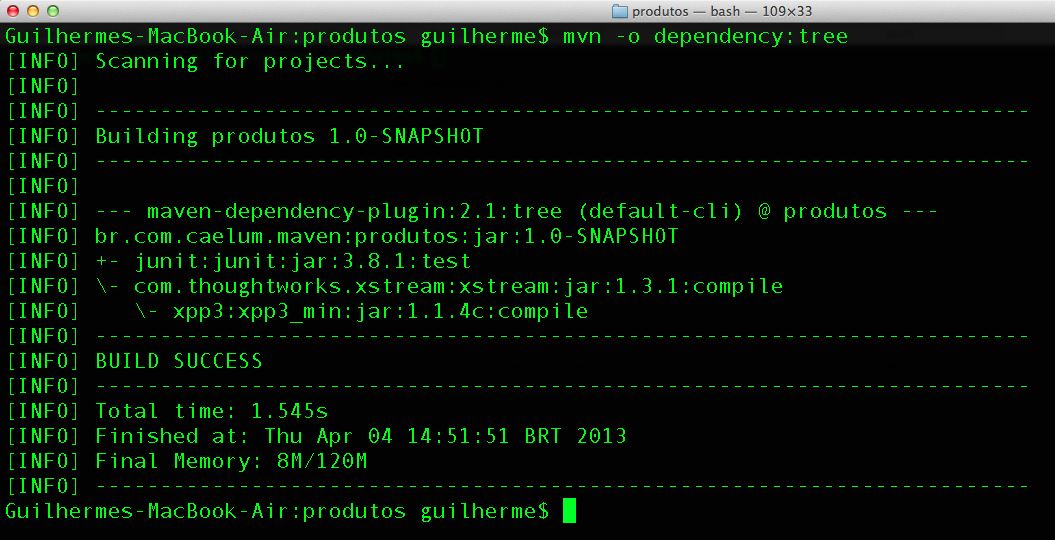 produtos — bash — 109×33
Guilhermes-MacBook-Air:produtos guilherme$ mvn -o dependency:tree
[INFO] Scanning for projects...
[INFO]
[INFO] ------------------------------------------------------------------------
[INFO] Building produtos 1.0-SNAPSHOT
[INFO] ------------------------------------------------------------------------
[INFO]
[INFO] --- maven-dependency-plugin:2.1:tree (default-cli) @ produtos ---
[INFO] br.com.caelum.maven:produtos:jar:1.0-SNAPSHOT
[INFO] +- junit:junit:jar:3.8.1:test
[INFO] \- com.thoughtworks.xstream:xstream:jar:1.3.1:compile
[INFO]    \- xpp3:xpp3_min:jar:1.1.4c:compile
[INFO] ------------------------------------------------------------------------
[INFO] BUILD SUCCESS
[INFO] ------------------------------------------------------------------------
[INFO] Total time: 1.545s
[INFO] Finished at: Thu Apr 04 14:51:51 BRT 2013
[INFO] Final Memory: 8M/120M
[INFO] ------------------------------------------------------------------------
Guilhermes-MacBook-Air:produtos guilherme$